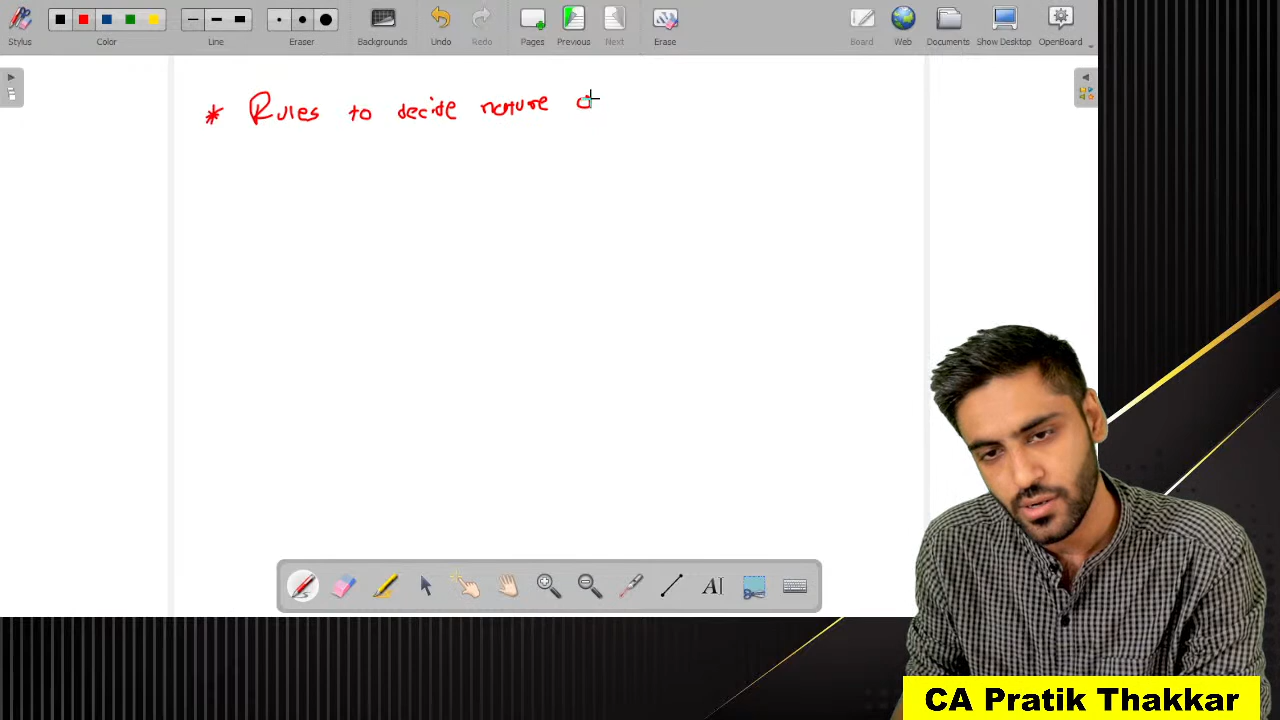 Stylus
Color
Line
Eraser
Backgrounds
Undo
Redo
Pages
Previous
Next
Erase
Board
Web
Documents
Show Desktop
OpenBoard
* Rules to decide nature o
AI
CA Pratik Thakkar